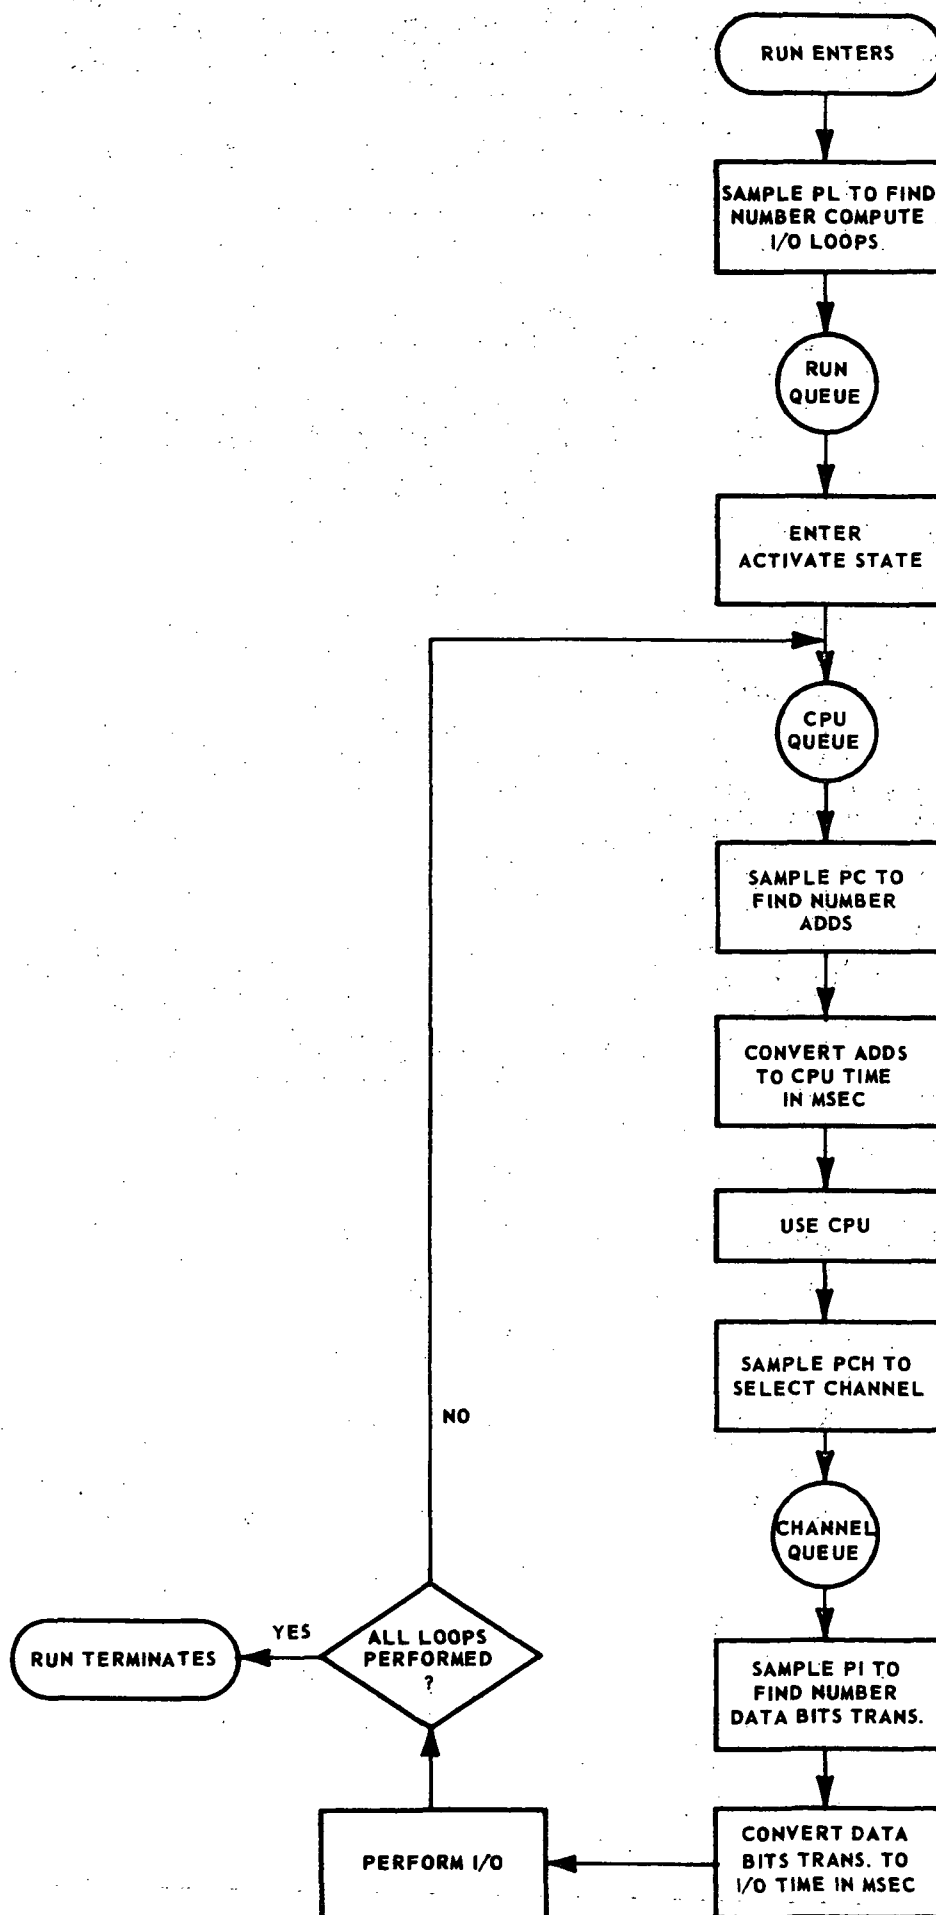 RUN ENTERS
SAMPLE PL TO FIND
NUMBER COMPUTE
I/O LOOPS
RUN
QUEUE
ENTER
ACTIVATE STATE
CPU
QUEUE
SAMPLE PC TO
FIND NUMBER
ADDS
CONVERT ADDS
TO CPU TIME
IN MSEC
USE CPU
SAMPLE PCH TO
SELECT CHANNEL
NO
CHANNEL
QUEUE
YES
RUN TERMINATES
ALL LOOPS
PERFORMED
?
SAMPLE PI TO
FIND NUMBER
DATA BITS TRANS.
PERFORM I/O
CONVERT DATA
BITS TRANS. TO
I/O TIME IN MSEC